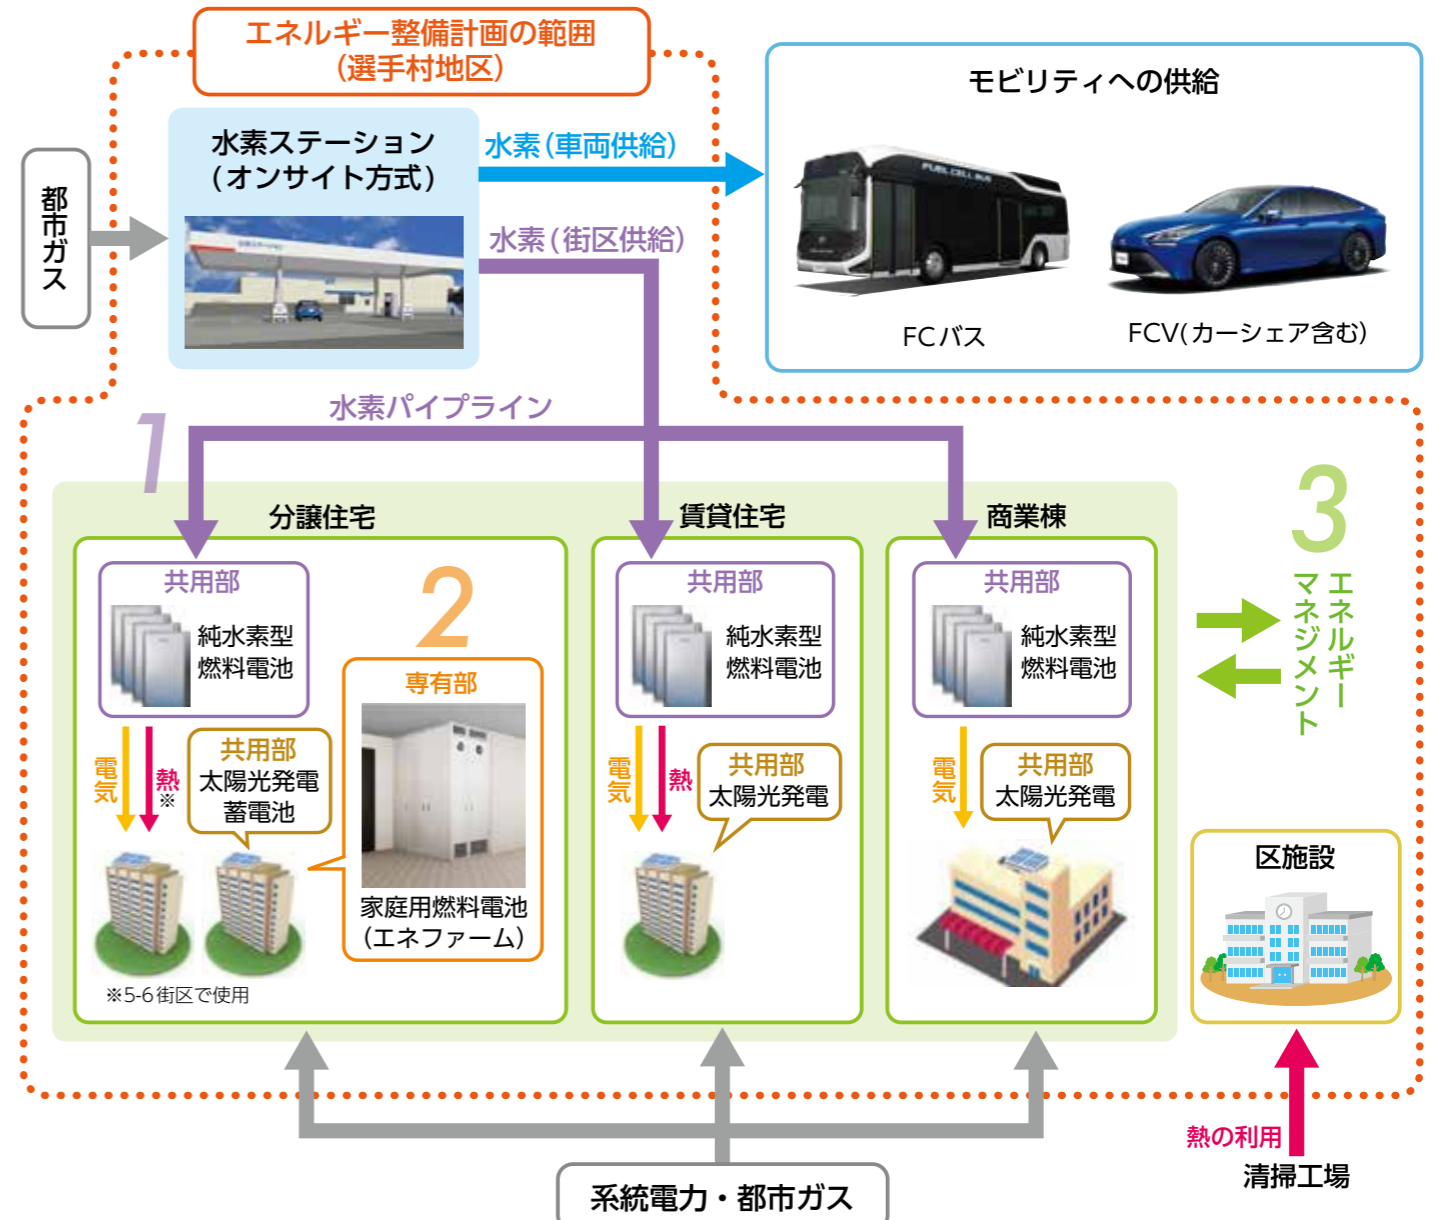 エネルギー整備計画の範囲
(選手村地区)
都市ガス
水素ステーション
(オンサイト方式)
水素(車両供給)
水素(街区供給)
モビリティへの供給
FUEL CELL BUS
FCバス
FCV(カーシェア含む)
1
水素パイプライン
分譲住宅
共用部
純水素型
燃料電池
電気
熱
※
共用部
太陽光発電
蓄電池
2
専有部
家庭用燃料電池
(エネファーム)
※5-6街区で使用
賃貸住宅
共用部
純水素型
燃料電池
電気
熱
共用部
太陽光発電
商業棟
共用部
純水素型
燃料電池
電気
共用部
太陽光発電
3
エネルギー
マネジメント
区施設
熱の利用
清掃工場
系統電力・都市ガス